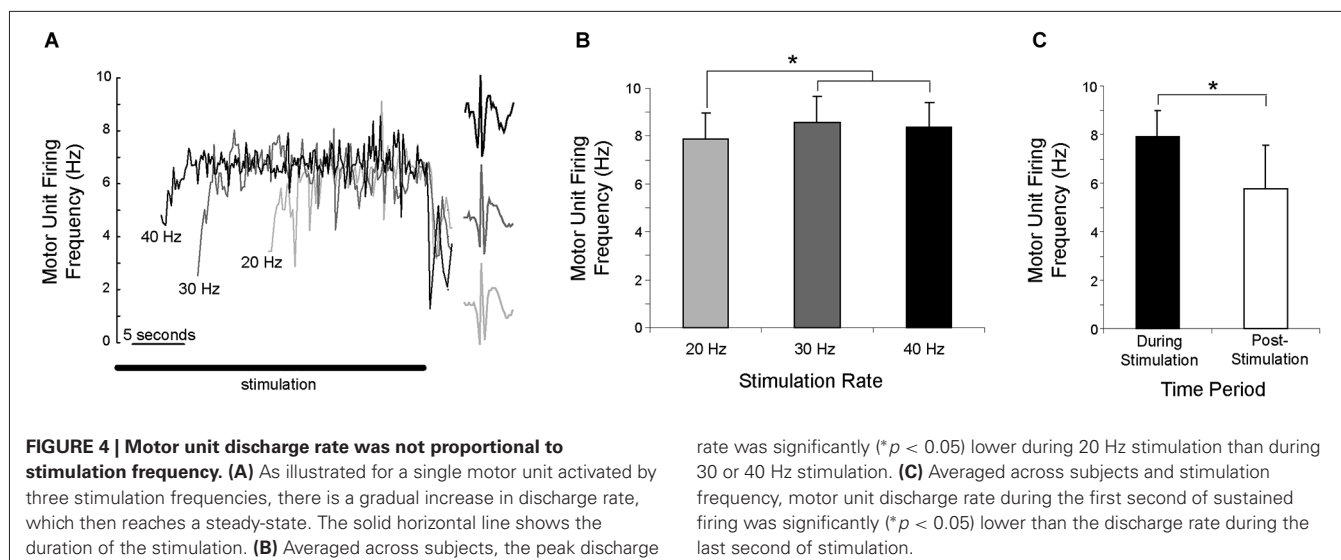 A
B
C
Motor Unit Firing
Frequency (Hz)
10
8
6
4
2
0
40 Hz
30 Hz
20 Hz
5 seconds
stimulation
Motor Unit Firing
Frequency (Hz)
10
8
6
4
2
0
*
20 Hz
30 Hz
40 Hz
Stimulation Rate
Motor Unit Firing
Frequency (Hz)
10
8
6
4
2
0
*
During
Stimulation
Post-
Stimulation
Time Period
FIGURE 4 | Motor unit discharge rate was not proportional to
stimulation frequency. (A) As illustrated for a single motor unit activated by
three stimulation frequencies, there is a gradual increase in discharge rate,
which then reaches a steady-state. The solid horizontal line shows the
duration of the stimulation. (B) Averaged across subjects, the peak discharge
rate was significantly (*p < 0.05) lower during 20 Hz stimulation than during
30 or 40 Hz stimulation. (C) Averaged across subjects and stimulation
frequency, motor unit discharge rate during the first second of sustained
firing was significantly (*p < 0.05) lower than the discharge rate during the
last second of stimulation.